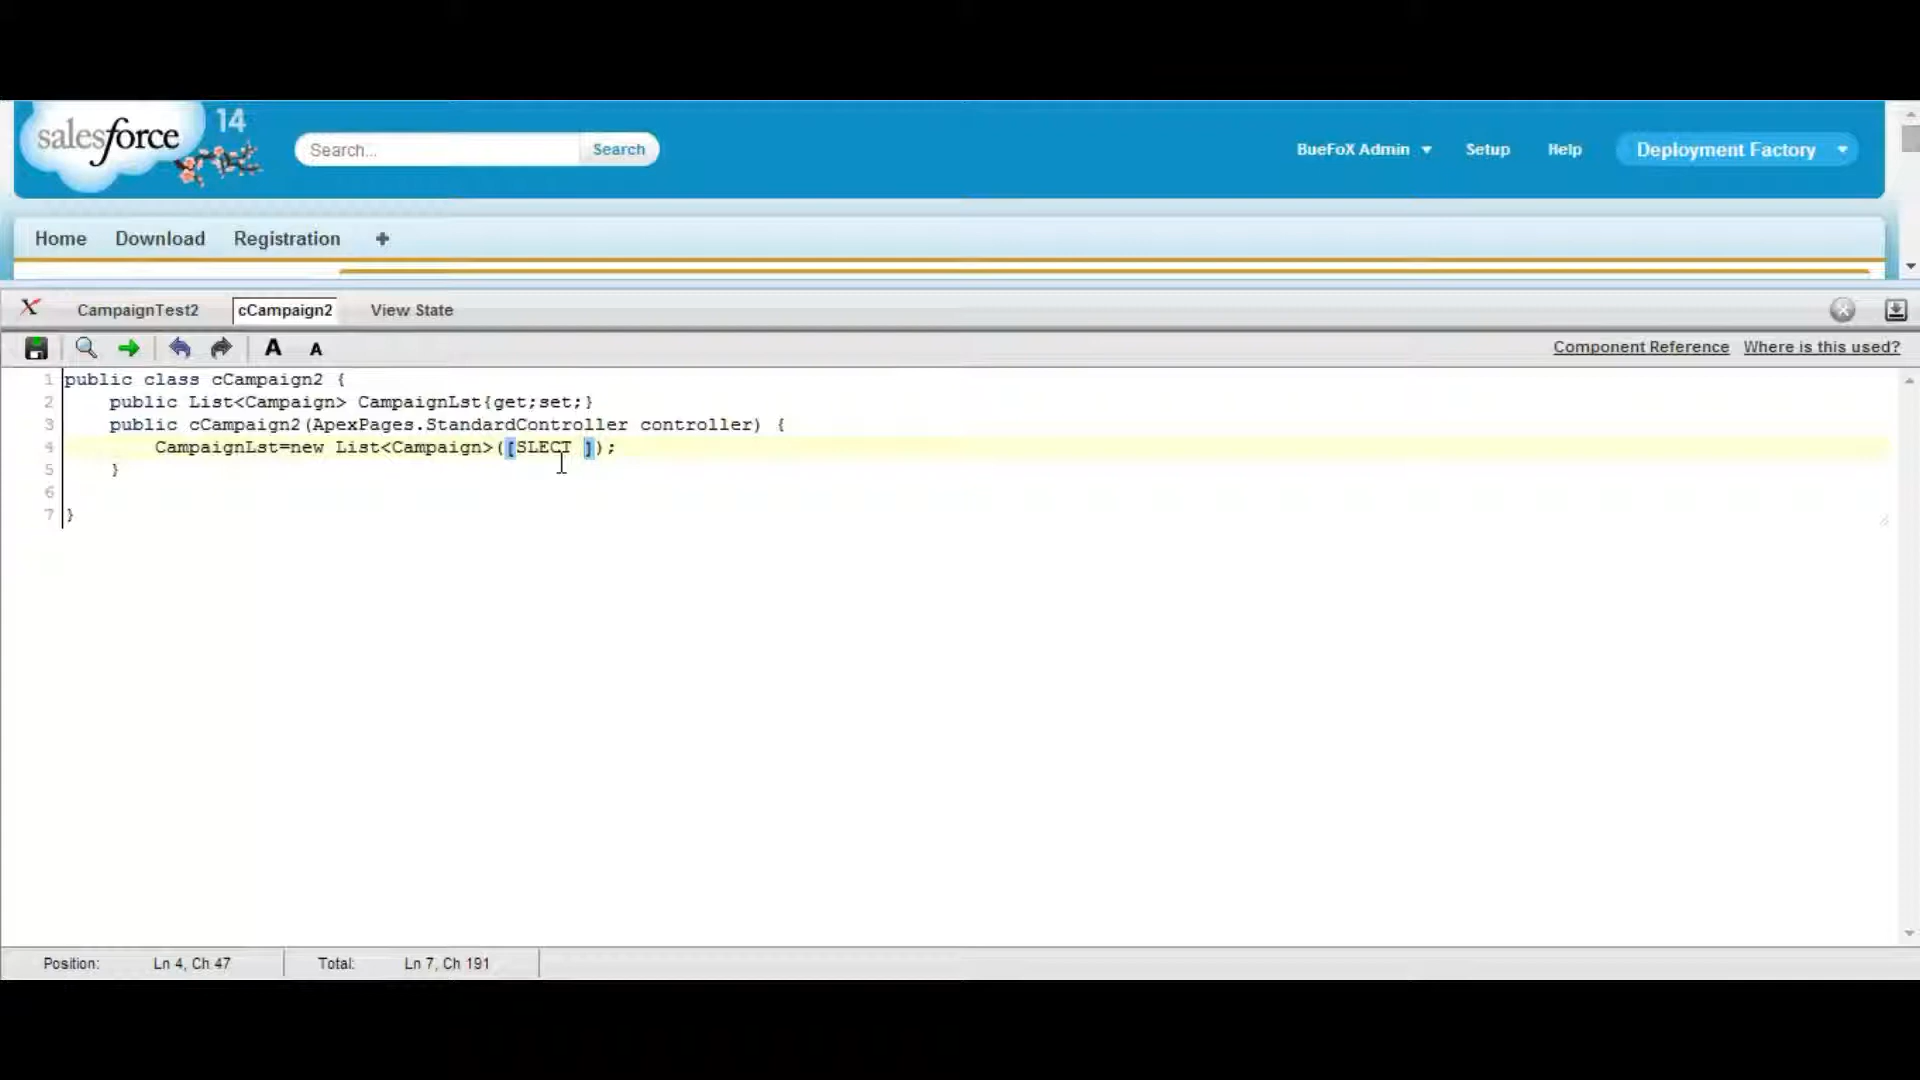 salesforce 14
Search... Search
BueFoX Admin Setup Help Deployment Factory
Home Download Registration +
CampaignTest2 cCampaign2 View State
A A Component Reference Where is this used?
1 public class cCampaign2 {
2 public List<Campaign> CampaignLst{get;set;}
3 public cCampaign2(ApexPages.StandardController controller) {
4 CampaignLst=new List<Campaign>([SLECT ]);
5 }
6
7 }
Position: Ln 4, Ch 47 Total: Ln 7, Ch 191